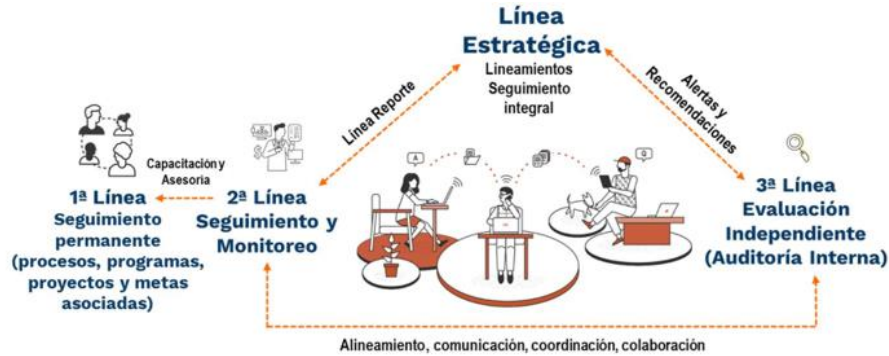 Línea
Estratégica
Lineamientos
Seguimiento
integral
Línea Reporte
Alertas y
Recomendaciones
Capacitación y
Asesoría
1ª Línea
Seguimiento
permanente
(procesos, programas,
proyectos y metas
asociadas)
2ª Línea
Seguimiento y
Monitoreo
A
Q
3ª Línea
Evaluación
Independiente
(Auditoría Interna)
Alineamiento, comunicación, coordinación, colaboración